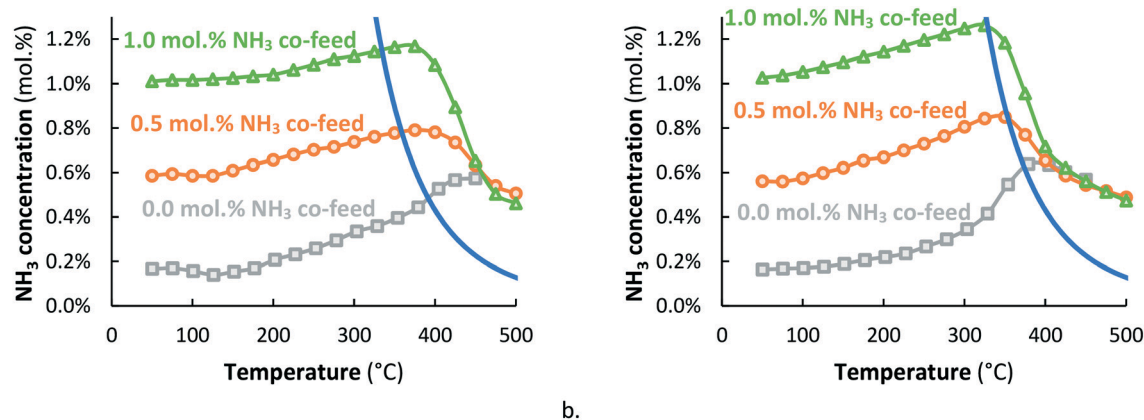 NH₃ concentration (mol.%)
1.2%
1.0%
0.8%
0.6%
0.4%
0.2%
0.0%
1.0 mol.% NH₃ co-feed
0.5 mol.% NH₃ co-feed
0.0 mol.% NH₃ co-feed
0 100 200 300 400 500
Temperature (°C)
NH₃ concentration (mol.%)
1.2%
1.0%
0.8%
0.6%
0.4%
0.2%
0.0%
1.0 mol.% NH₃ co-feed
0.5 mol.% NH₃ co-feed
0.0 mol.% NH₃ co-feed
0 100 200 300 400 500
Temperature (°C)
b.